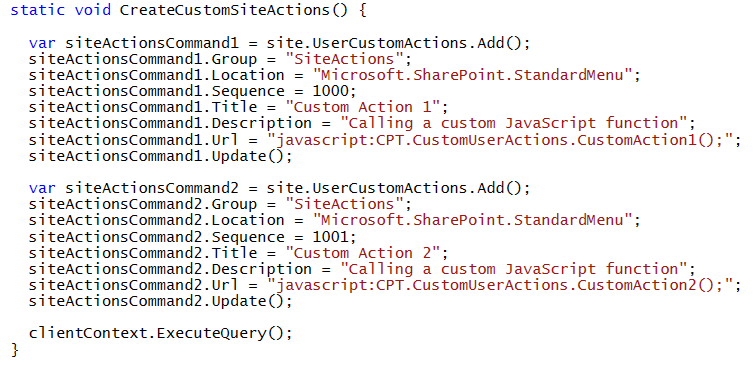 static void CreateCustomSiteActions() {
var siteActionsCommand1 = site.UserCustomActions.Add();
siteActionsCommand1.Group = "SiteActions";
siteActionsCommand1.Location = "Microsoft.SharePoint.StandardMenu";
siteActionsCommand1.Sequence = 1000;
siteActionsCommand1.Title = "Custom Action 1";
siteActionsCommand1.Description = "Calling a custom JavaScript function";
siteActionsCommand1.Url = "javascript:CPT.CustomUserActions.CustomAction1();";
siteActionsCommand1.Update();
var siteActionsCommand2 = site.UserCustomActions.Add();
siteActionsCommand2.Group = "SiteActions";
siteActionsCommand2.Location = "Microsoft.SharePoint.StandardMenu";
siteActionsCommand2.Sequence = 1001;
siteActionsCommand2.Title = "Custom Action 2";
siteActionsCommand2.Description = "Calling a custom JavaScript function";
siteActionsCommand2.Url = "javascript:CPT.CustomUserActions.CustomAction2();";
siteActionsCommand2.Update();
clientContext.ExecuteQuery();
}